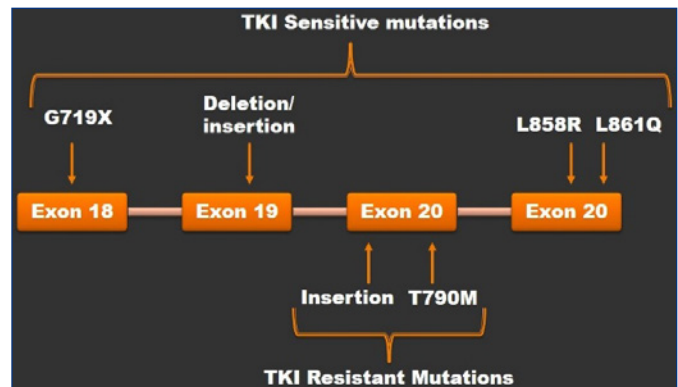 TKI Sensitive mutations
G719X
Deletion/
insertion
L858R L861Q
Exon 18
Exon 19
Exon 20
Exon 20
Insertion T790M
TKI Resistant Mutations